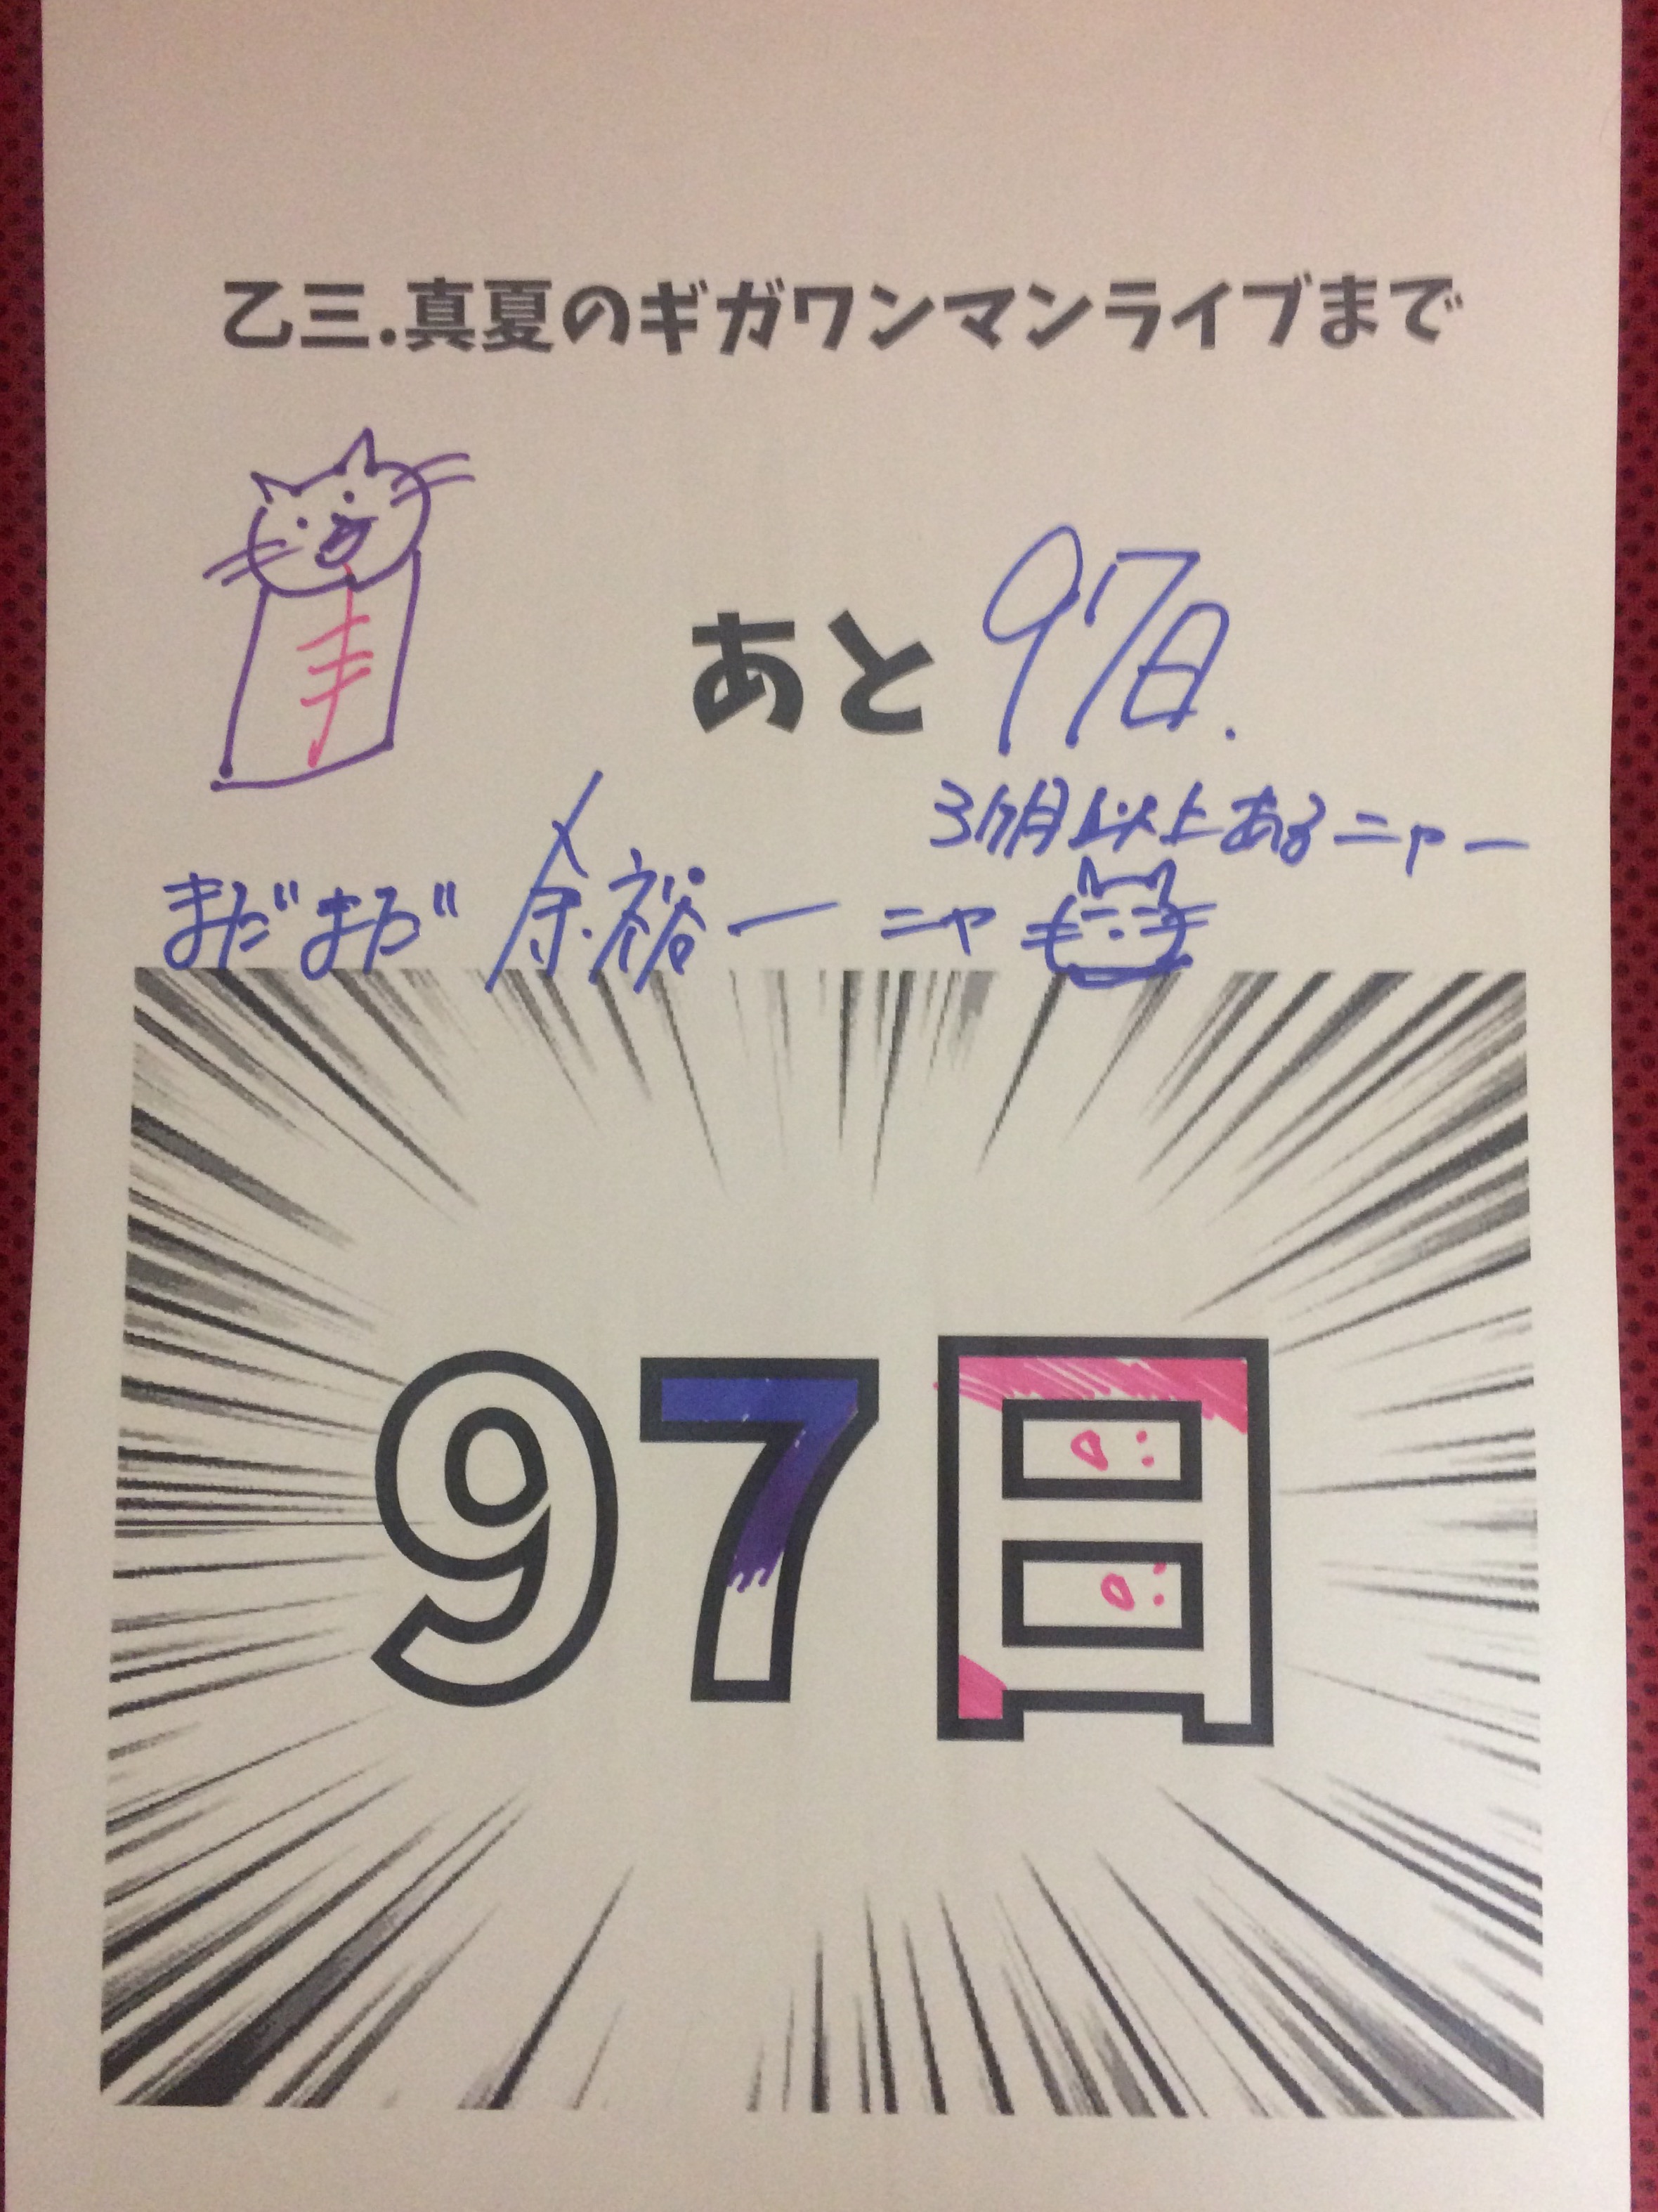 乙三.真夏のギガワンマンライブまで
あと97日.
3ヶ月以上あるニャー
まだまだ余裕ーニャ
97日